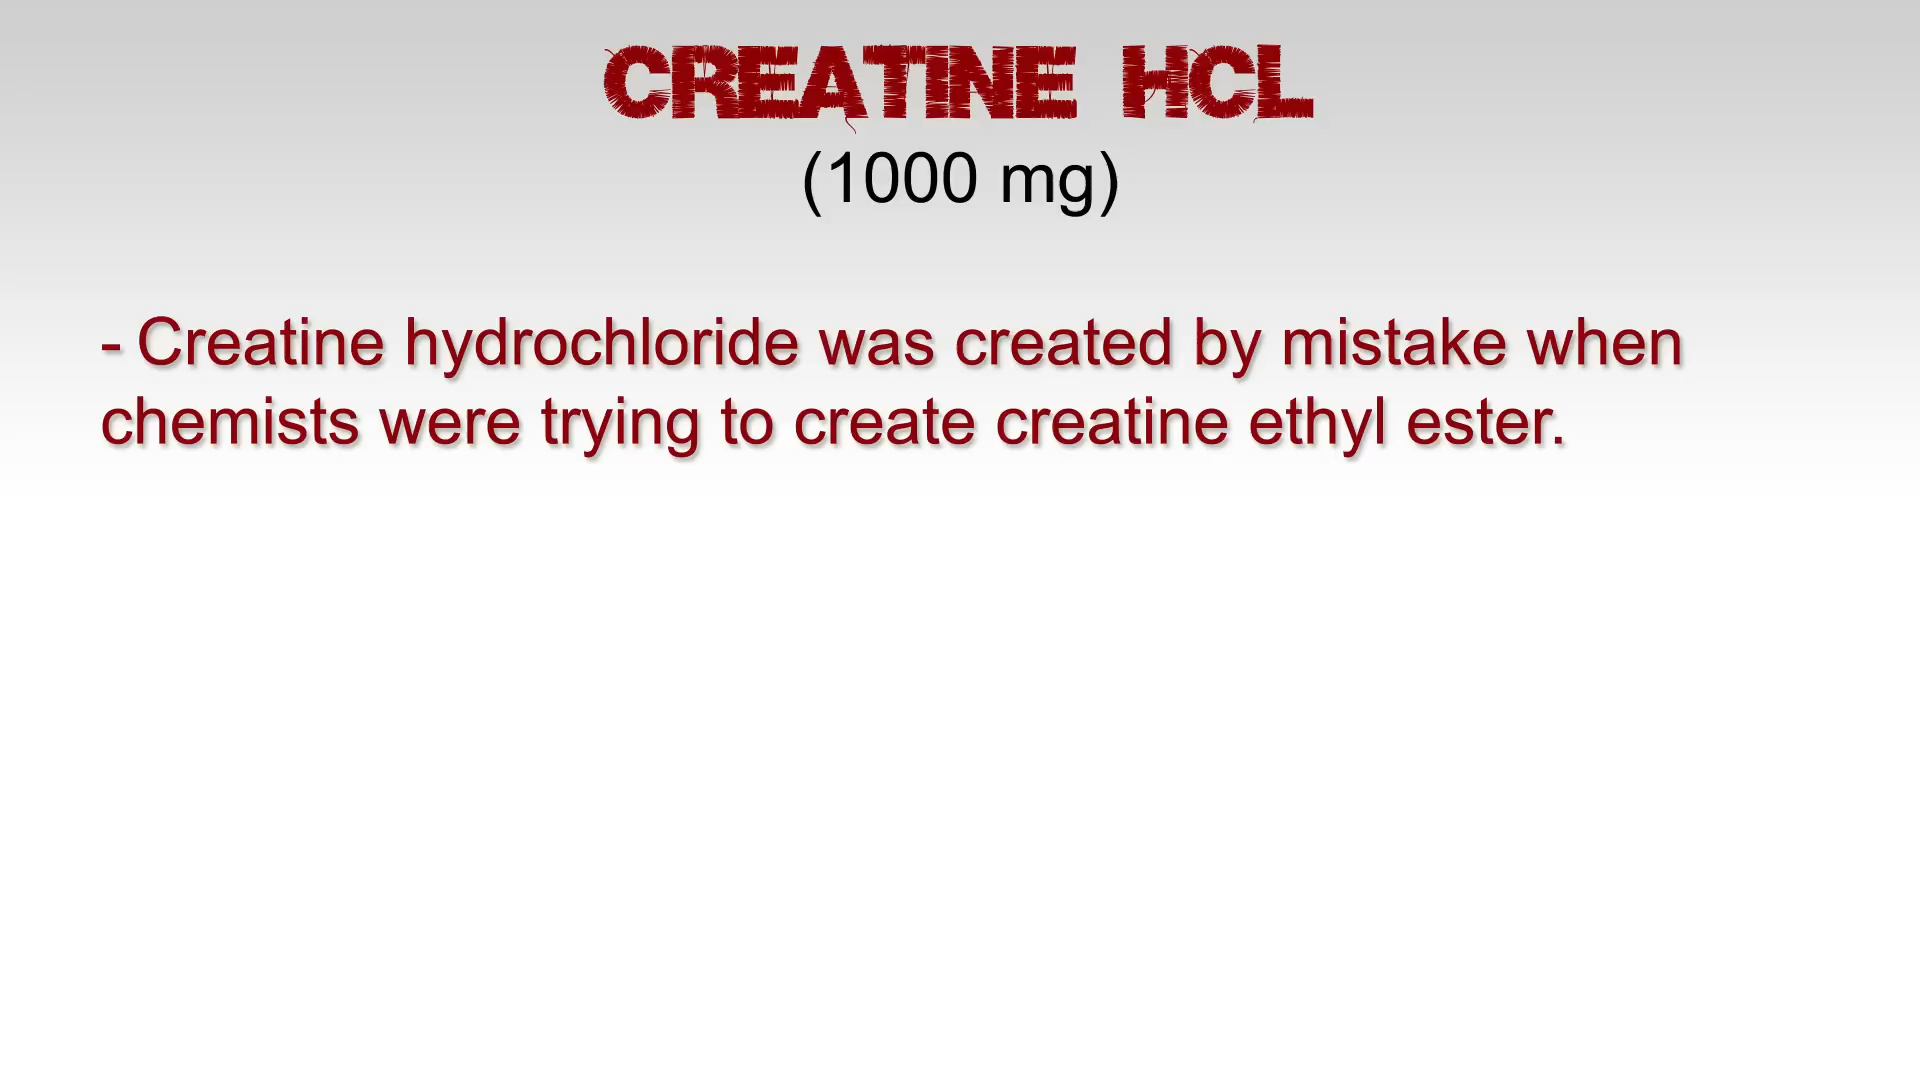 CREATINE HCL
(1000 mg)
- Creatine hydrochloride was created by mistake when
chemists were trying to create creatine ethyl ester.